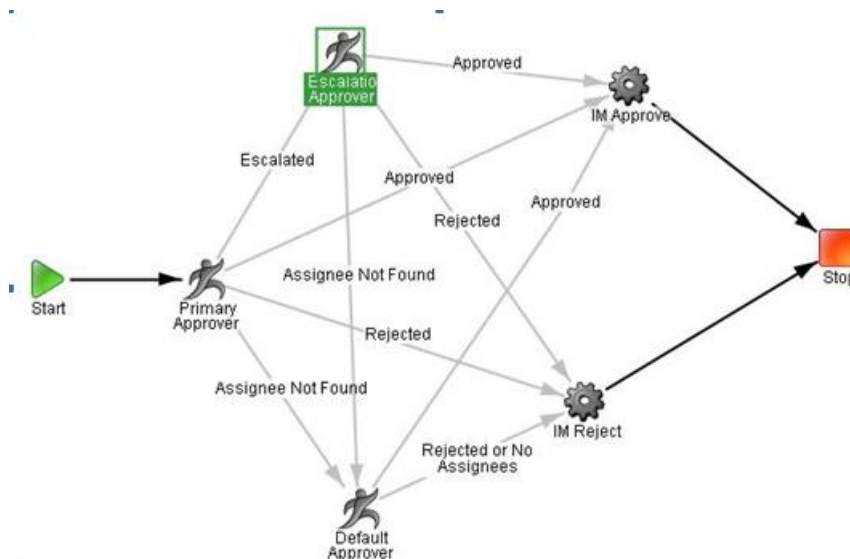 Escalatio
Approver
Approved
IM Approve
Escalated
Approved
Approved
Rejected
Start
Primary
Approver
Assignee Not Found
Stop
Rejected
Assignee Not Found
IM Reject
Rejected or No
Assignees
Default
Approver